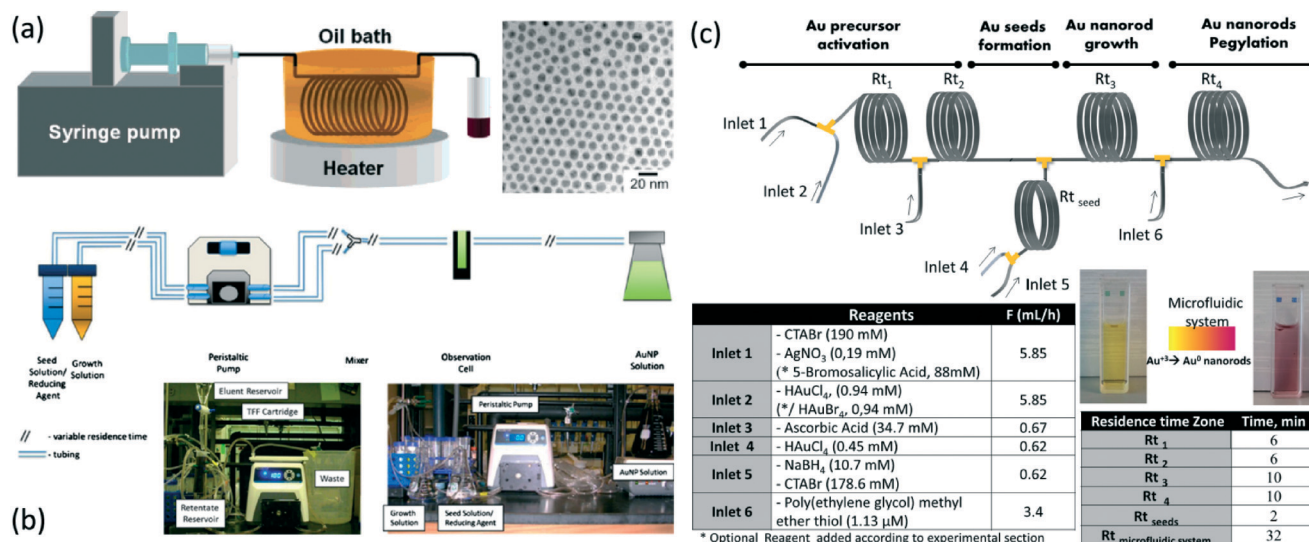 (a)
Syringe pump
Oil bath
Heater
20 nm
Seed
Solution/
Reducing
Agent
Growth
Solution
Peristaltic
Pump
Mixer
Observation
Cell
AuNP
Solution
// - variable residence time
- tubing
Eluent Reservoir
TFF Cartridge
Waste
Retentate
Reservoir
Peristaltic Pump
AuNP Solution
Growth
Solution
Seed Solution/
Reducing Agent
(b)
(c)
Au precursor
activation
Au seeds
formation
Au nanorod
growth
Au nanorods
Pegylation
Rt1
Rt2
Rt3
Rt4
Inlet 1
Inlet 2
Inlet 3
Rt seed
Inlet 4
Inlet 5
Inlet 6
Microfluidic
system
Au+3→ Au0 nanorods
Reagents F (mL/h)
Inlet 1 - CTABr (190 mM) 5.85
- AgNO3 (0,19 mM)
(* 5-Bromosalicylic Acid, 88mM)
Inlet 2 - HAuCl4, (0.94 mM) 5.85
(*/ HAuBr4, 0,94 mM)
Inlet 3 - Ascorbic Acid (34.7 mM) 0.67
Inlet 4 - HAuCl4 (0.45 mM) 0.62
Inlet 5 - NaBH4 (10.7 mM) 0.62
- CTABr (178.6 mM)
Inlet 6 - Poly(ethylene glycol) methyl 3.4
ether thiol (1.13 µM)
* Optional Reagent added according to experimental section
Residence time Zone Time, min
Rt 1 6
Rt 2 6
Rt 3 10
Rt 4 10
Rt seeds 2
Rt microfluidic system 32